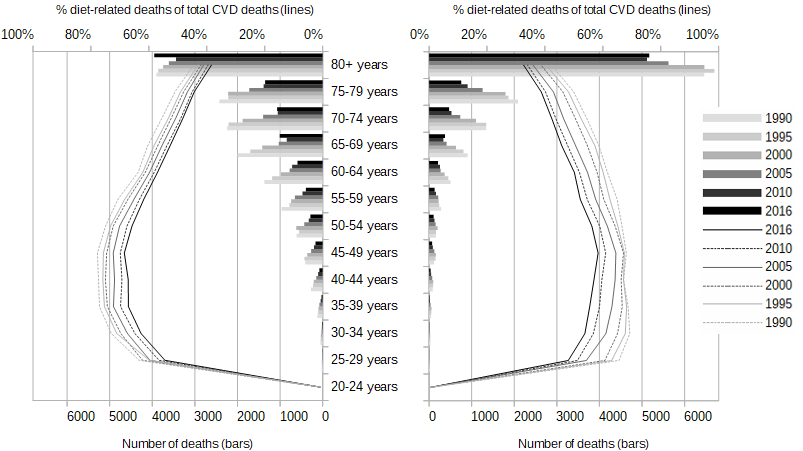 % diet-related deaths of total CVD deaths (lines)
% diet-related deaths of total CVD deaths (lines)
100% 80% 60% 40% 20% 0%
0% 20% 40% 60% 80% 100%
80+ years
75-79 years
70-74 years
65-69 years
60-64 years
55-59 years
50-54 years
45-49 years
40-44 years
35-39 years
30-34 years
25-29 years
20-24 years
1990
1995
2000
2005
2010
2016
2016
2010
2005
2000
1995
1990
6000 5000 4000 3000 2000 1000 0
0 1000 2000 3000 4000 5000 6000
Number of deaths (bars)
Number of deaths (bars)